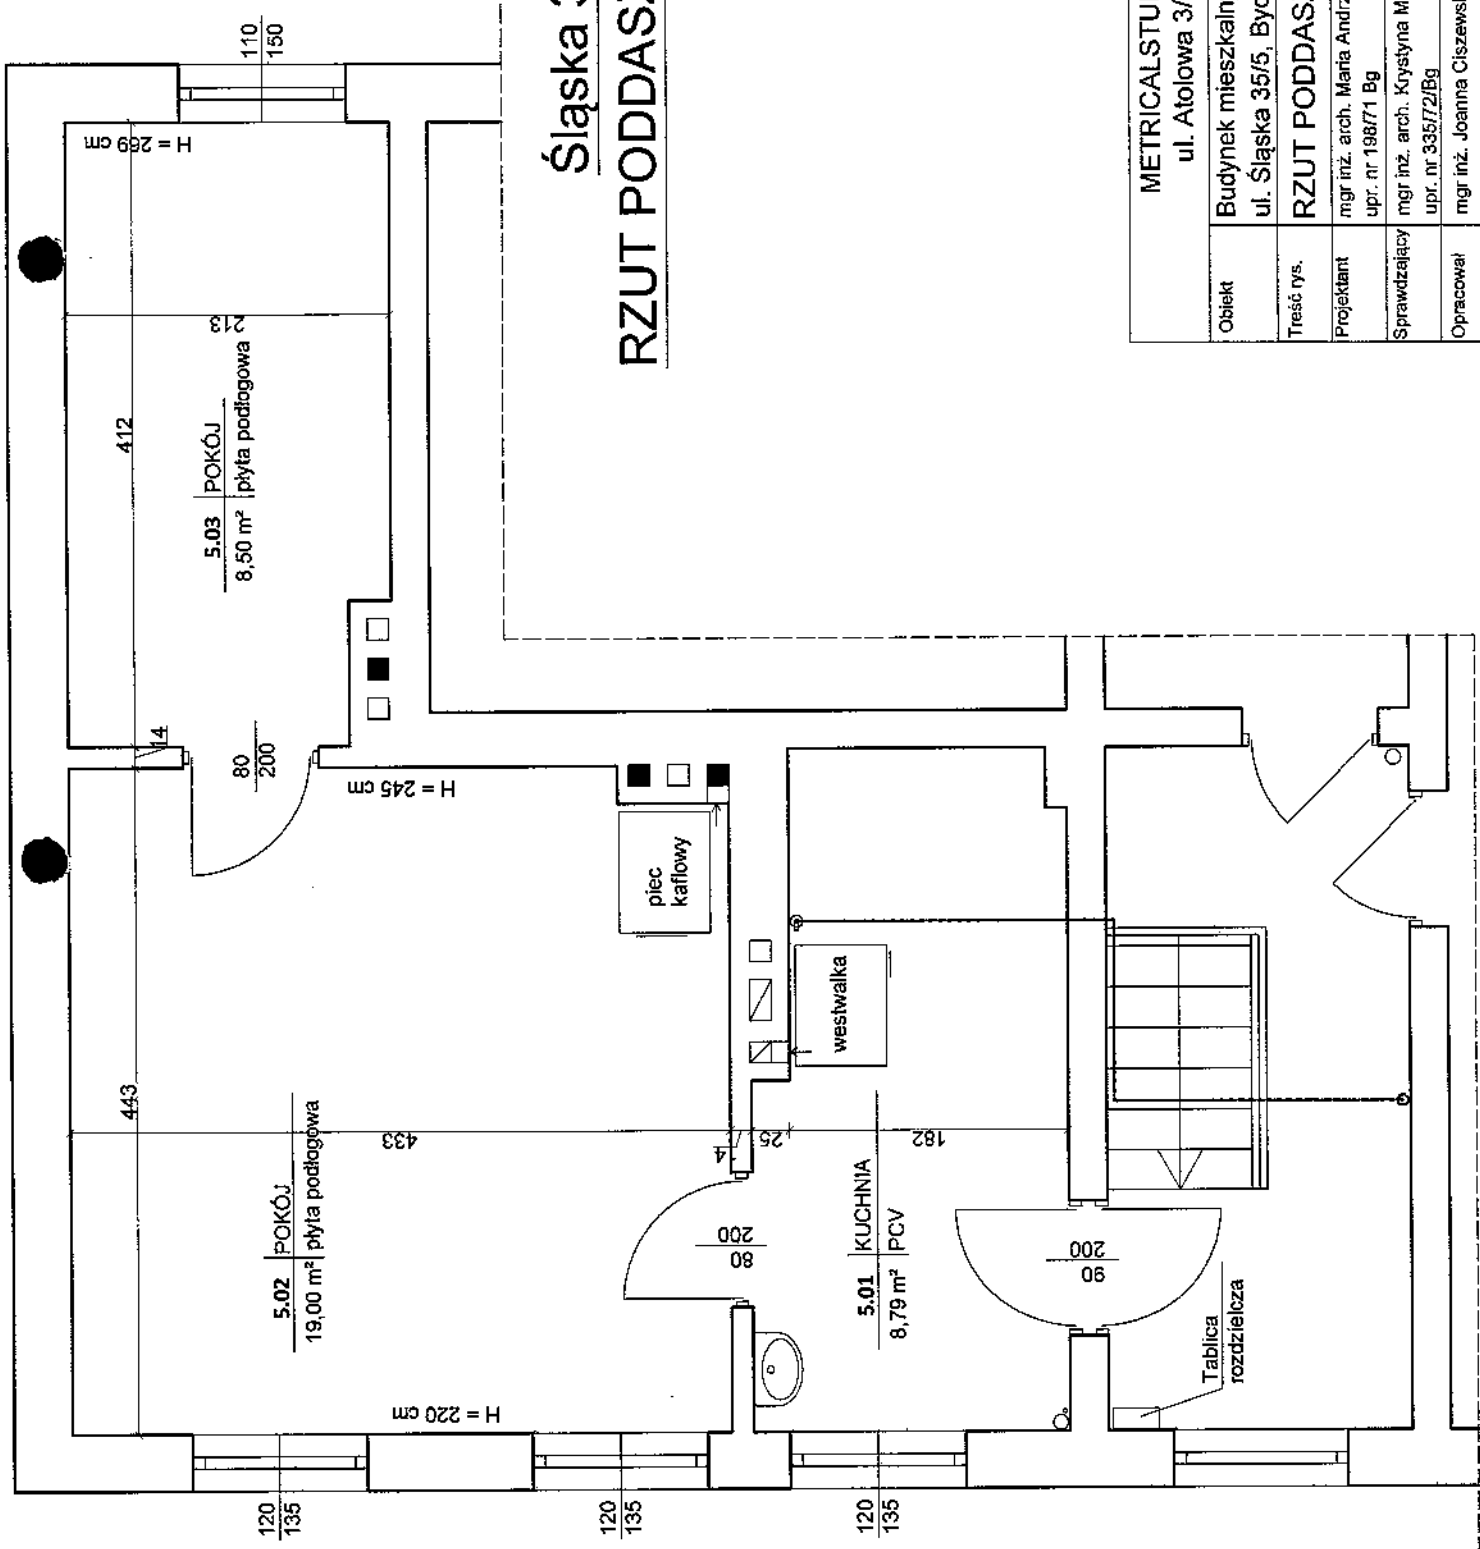 Śląska 3
RZUT PODDASZ
110
150
H = 269 cm
412
213
5.03 POKÓJ
8,50 m² płyta podłogowa
14
80
200
H = 245 cm
443
433
5.02 POKÓJ
19,00 m² płyta podłogowa
piec
kaflowy
westwalka
4
25
182
80
200
5.01 KUCHNIA
8,79 m² PCV
90
200
Tablica
rozdzielcza
H = 220 cm
120
135
120
135
120
135
METRICALSTU
ul. Atolowa 3/
Obiekt Budynek mieszkaln
ul. Śląska 35/5, Byd
Treść rys. RZUT PODDASZ
Projektant mgr inż. arch. Maria Andrz
upr. nr 198/71 Bg
Sprawdzający mgr inż. arch. Krystyna M
upr. nr 335/72/Bg
Opracował mgr inż. Joanna Ciszewsk